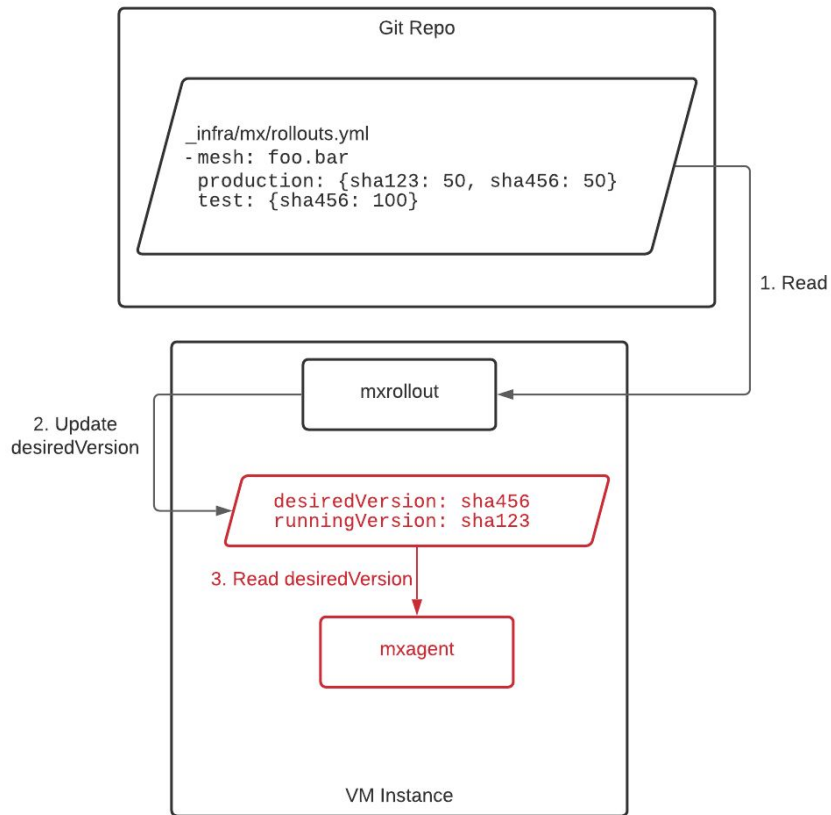 Git Repo
_infra/mx/rollouts.yml
- mesh: foo.bar
production: {sha123: 50, sha456: 50}
test: {sha456: 100}
1. Read
mxrollout
2. Update
desiredVersion
desiredVersion: sha456
runningVersion: sha123
3. Read desiredVersion
mxagent
VM Instance